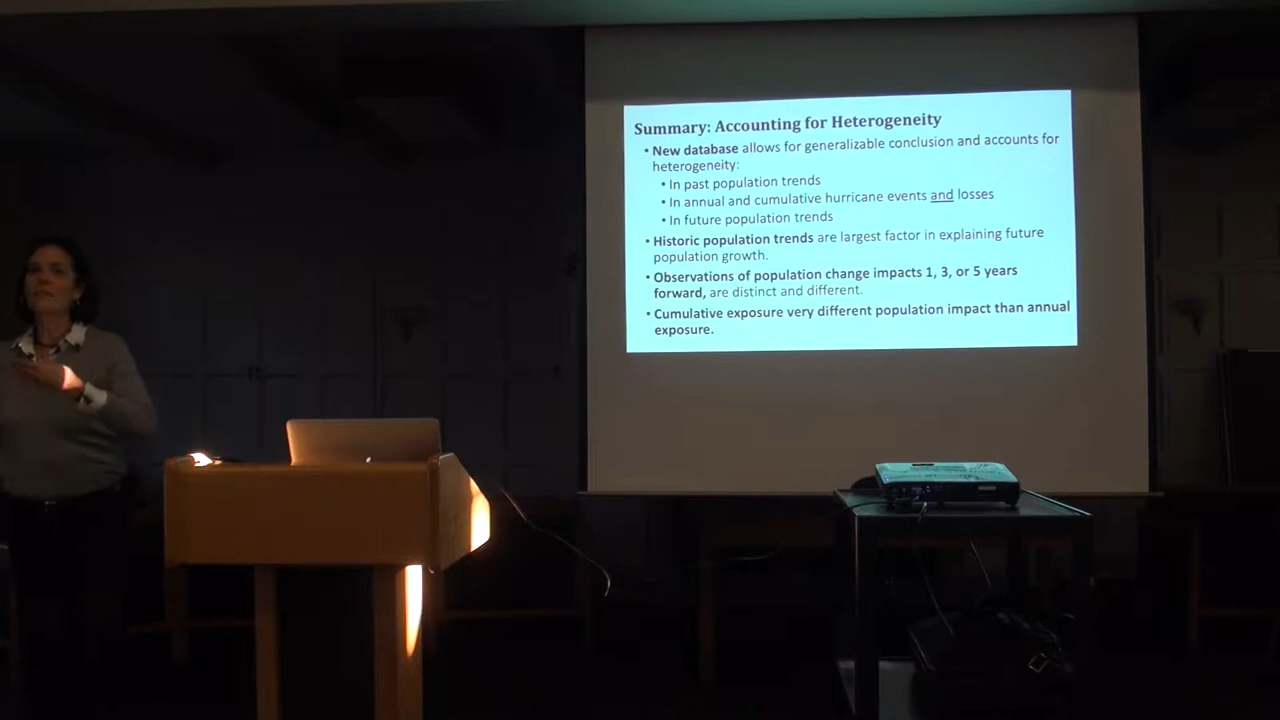 Summary: Accounting for Heterogeneity
• New database allows for generalizable conclusion and accounts for
heterogeneity:
• In past population trends
• In annual and cumulative hurricane events and losses
• In future population trends
• Historic population trends are largest factor in explaining future
population growth.
• Observations of population change impacts 1, 3, or 5 years
forward, are distinct and different.
• Cumulative exposure very different population impact than annual
exposure.